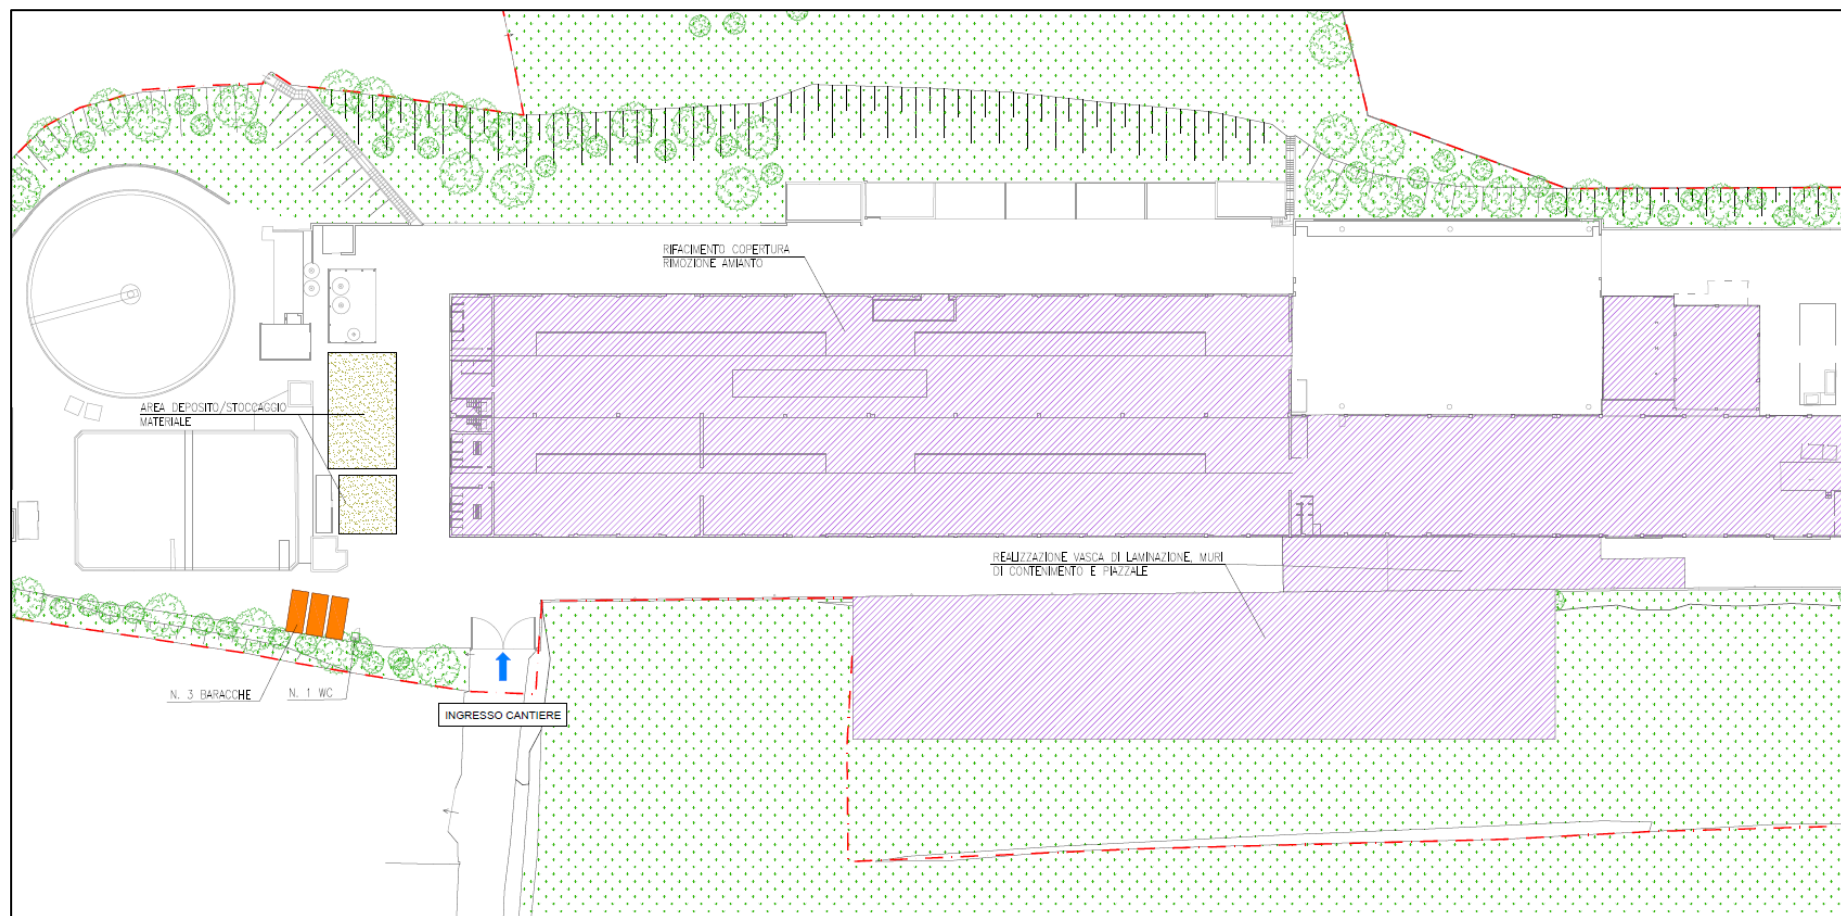 RIFACIMENTO COPERTURA
RIMOZIONE AMIANTO
AREA DEPOSITO/STOCCAGGIO
MATERIALE
REALIZZAZIONE VASCA DI LAMINAZIONE, MURI
DI CONTENIMENTO E PIAZZALE
N. 3 BARACCHE
N. 1 WC
INGRESSO CANTIERE